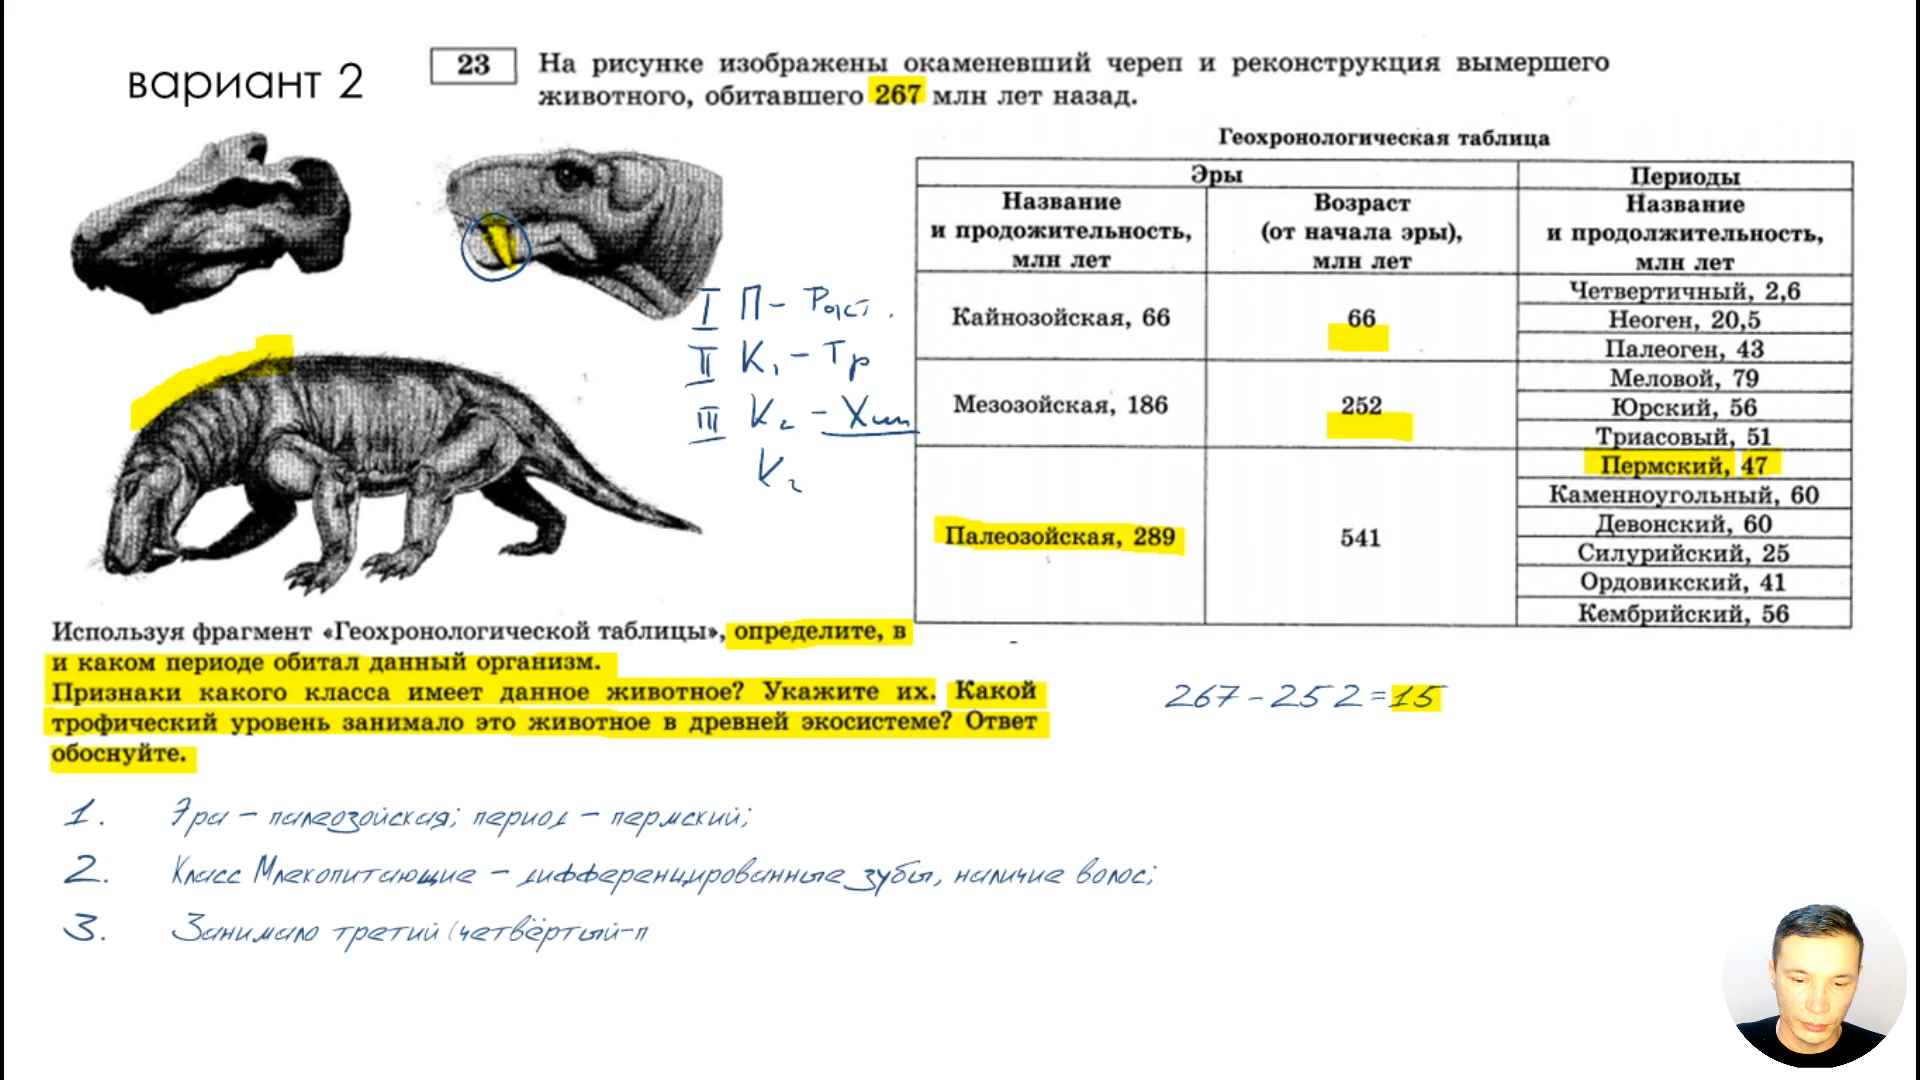 вариант 2
23 На рисунке изображены окаменевший череп и реконструкция вымершего
животного, обитавшего 267 млн лет назад.
Геохронологическая таблица
Эры Периоды
Название и продожительность, млн лет
Возраст (от начала эры), млн лет
Название и продолжительность, млн лет
Кайнозойская, 66
66
Четвертичный, 2,6
Неоген, 20,5
Палеоген, 43
Мезозойская, 186
252
Меловой, 79
Юрский, 56
Триасовый, 51
Палеозойская, 289
541
Пермский, 47
Каменноугольный, 60
Девонский, 60
Силурийский, 25
Ордовикский, 41
Кембрийский, 56
I П - Раст.
II К₁ - Тр
III К₂ - Хищ
К₂
Используя фрагмент «Геохронологической таблицы», определите, в
и каком периоде обитал данный организм.
Признаки какого класса имеет данное животное? Укажите их. Какой
трофический уровень занимало это животное в древней экосистеме? Ответ
обоснуйте.
267-252=15
1. Эра - палеозойская; период - пермский;
2. Класс Млекопитающие - дифференцированные зубы, наличие волос;
3. Занимало третий (четвёртый-п